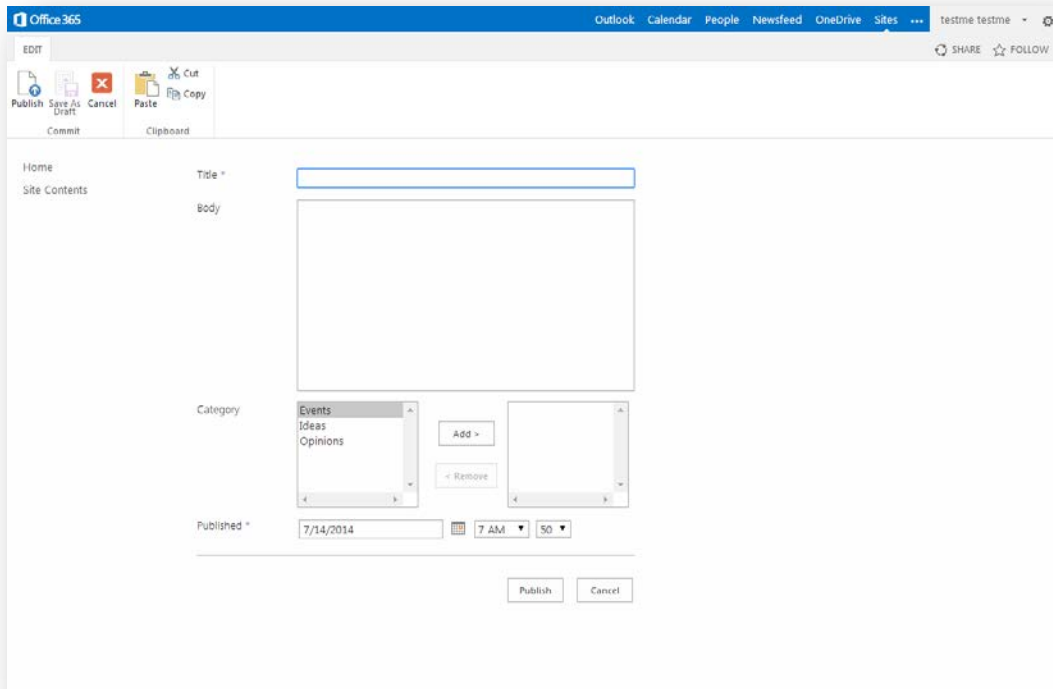 Office 365 Outlook Calendar People Newsfeed OneDrive Sites ••• testme testme
EDIT SHARE FOLLOW
Publish Save As Draft Cancel Paste Cut Copy
Commit Clipboard
Home
Site Contents
Title *
Body
Category Events
Ideas
Opinions
Add >
< Remove
Published * 7/14/2014 7 AM 50
Publish Cancel